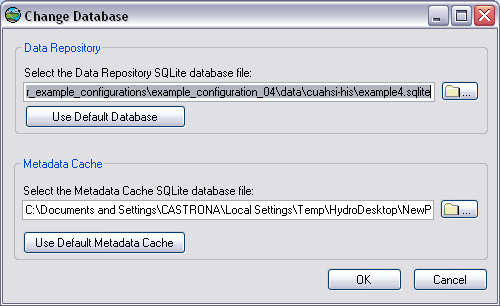 Change Database
Data Repository
Select the Data Repository SQLite database file:
r_example_configurations\example_configuration_04\data\cuahsi-his\example4.sqlite
...
Use Default Database
Metadata Cache
Select the Metadata Cache SQLite database file:
C:\Documents and Settings\CASTRONA\Local Settings\Temp\HydroDesktop\NewP
...
Use Default Metadata Cache
OK
Cancel